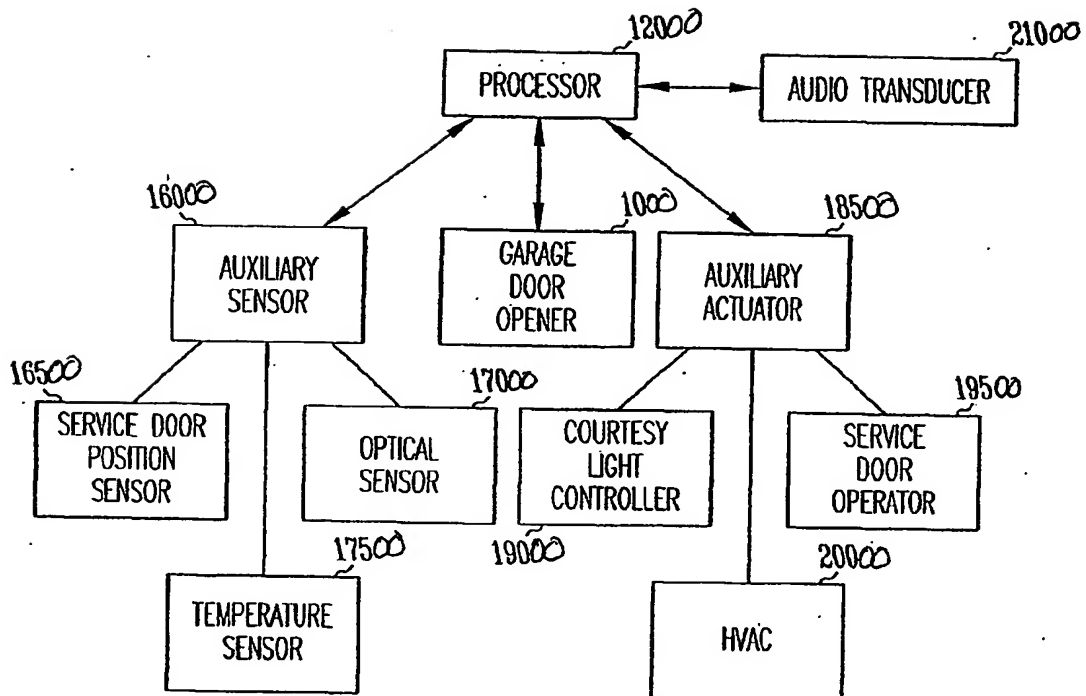 12000
PROCESSOR
21000
AUDIO TRANSDUCER
16000
AUXILIARY
SENSOR
1000
GARAGE
DOOR
OPENER
18500
AUXILIARY
ACTUATOR
16500
SERVICE DOOR
POSITION
SENSOR
17000
OPTICAL
SENSOR
COURTESY
LIGHT
CONTROLLER
19000
19500
SERVICE
DOOR
OPERATOR
17500
TEMPERATURE
SENSOR
20000
HVAC